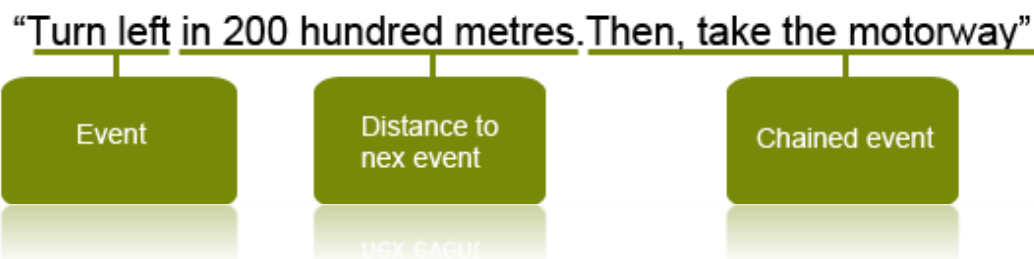 “Turn left in 200 hundred metres.Then, take the motorway”
Event
Distance to
nex event
Chained event